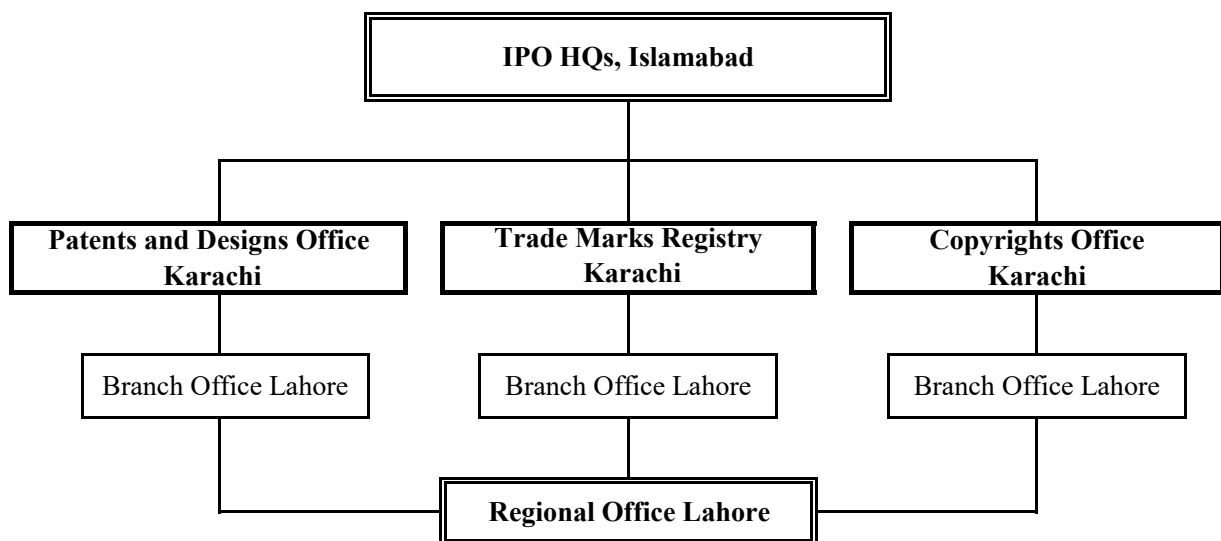 IPO HQs, Islamabad
Patents and Designs Office
Karachi
Trade Marks Registry
Karachi
Copyrights Office
Karachi
Branch Office Lahore
Branch Office Lahore
Branch Office Lahore
Regional Office Lahore